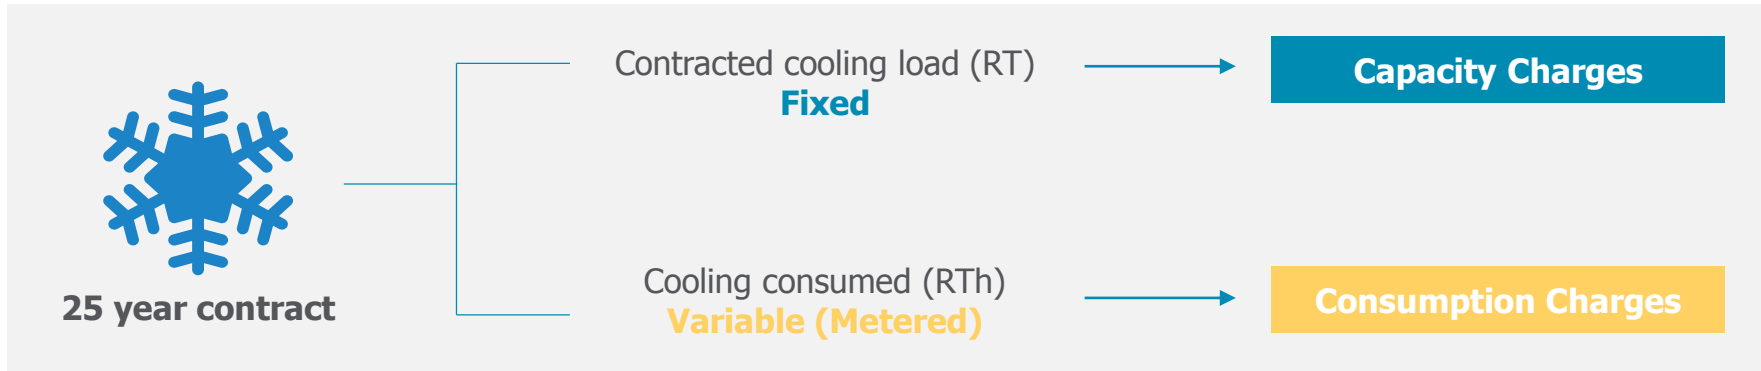 25 year contract
Contracted cooling load (RT)
Fixed
Capacity Charges
Cooling consumed (RTh)
Variable (Metered)
Consumption Charges